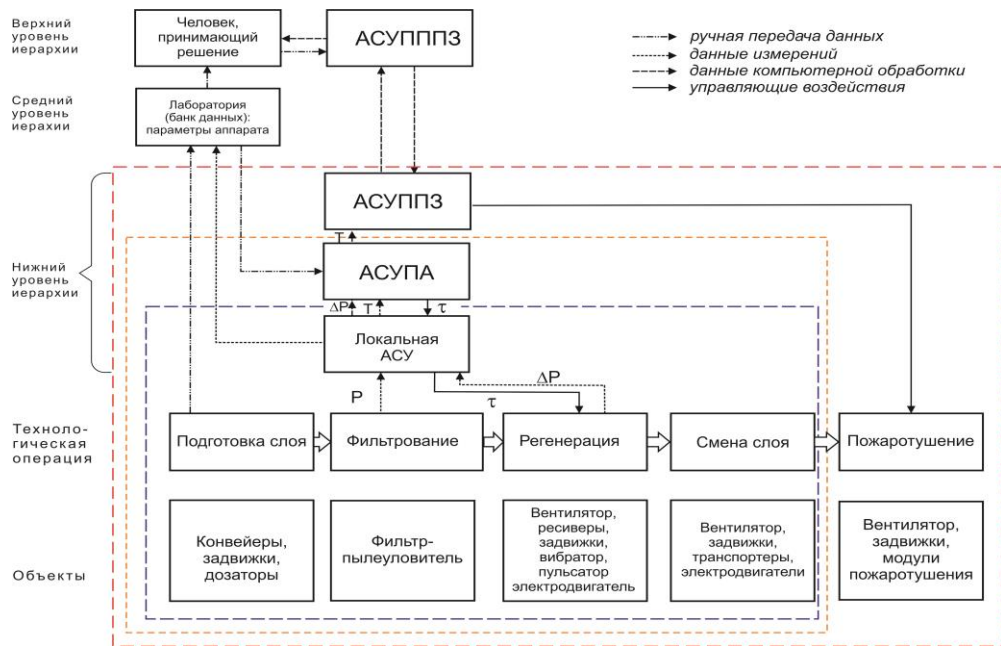 Верхний
уровень
иерархии
Человек,
принимающий
решение
АСУПППЗ
ручная передача данных
данные измерений
данные компьютерной обработки
управляющие воздействия
Средний
уровень
иерахии
Лаборатория
(банк данных):
параметры аппарата
Нижний
уровень
иерархии
АСУППЗ
T
АСУПА
ΔP
T
τ
Локальная
АСУ
P
τ
ΔP
Техноло-
гическая
операция
Подготовка слоя
Фильтрование
Регенерация
Смена слоя
Пожаротушение
Объекты
Конвейеры,
задвижки,
дозаторы
Фильтр-
пылеуловитель
Вентилятор,
ресиверы,
задвижки,
вибратор,
пульсатор
электродвигатель
Вентилятор,
задвижки,
транспортеры,
электродвигатели
Вентилятор,
задвижки,
модули
пожаротушения